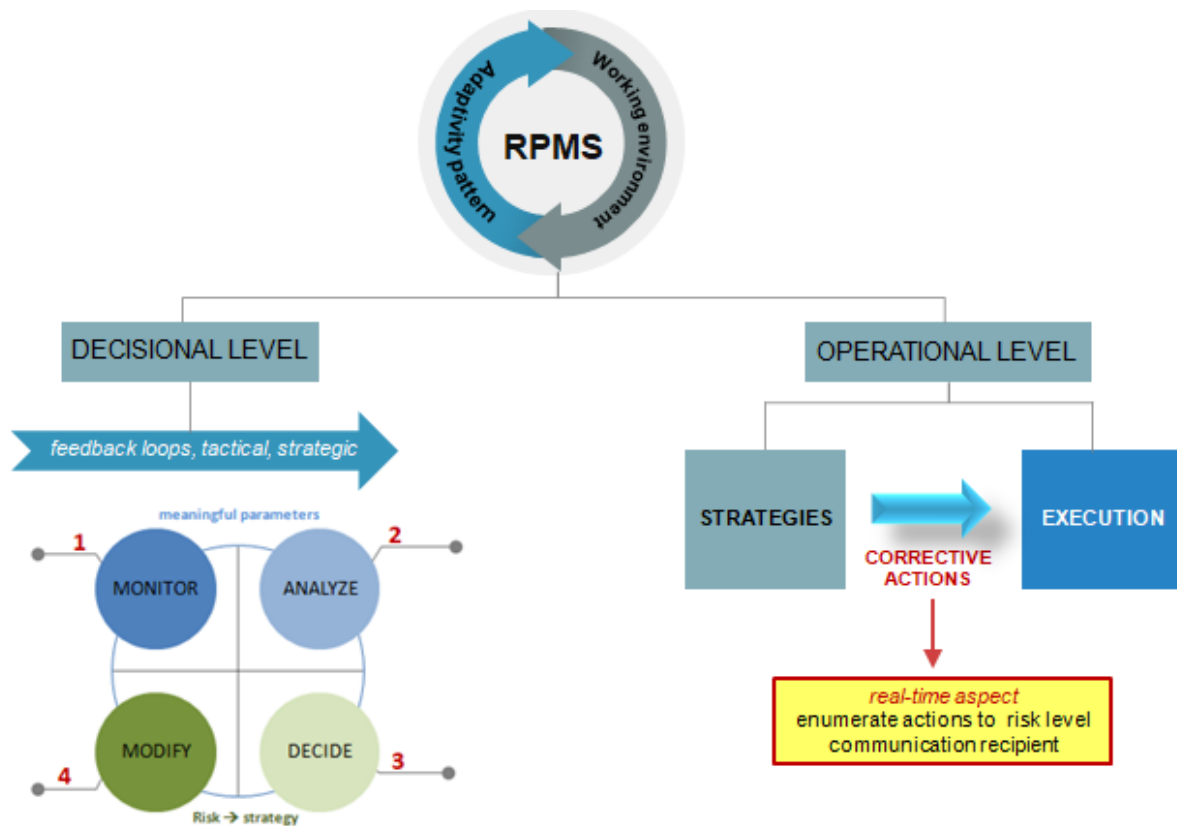 Adaptivity pattern
Working environment
RPMS
DECISIONAL LEVEL
OPERATIONAL LEVEL
feedback loops, tactical, strategic
meaningful parameters
1
2
MONITOR
ANALYZE
MODIFY
DECIDE
4
3
Risk → strategy
STRATEGIES
EXECUTION
CORRECTIVE
ACTIONS
real-time aspect
enumerate actions to risk level
communication recipient